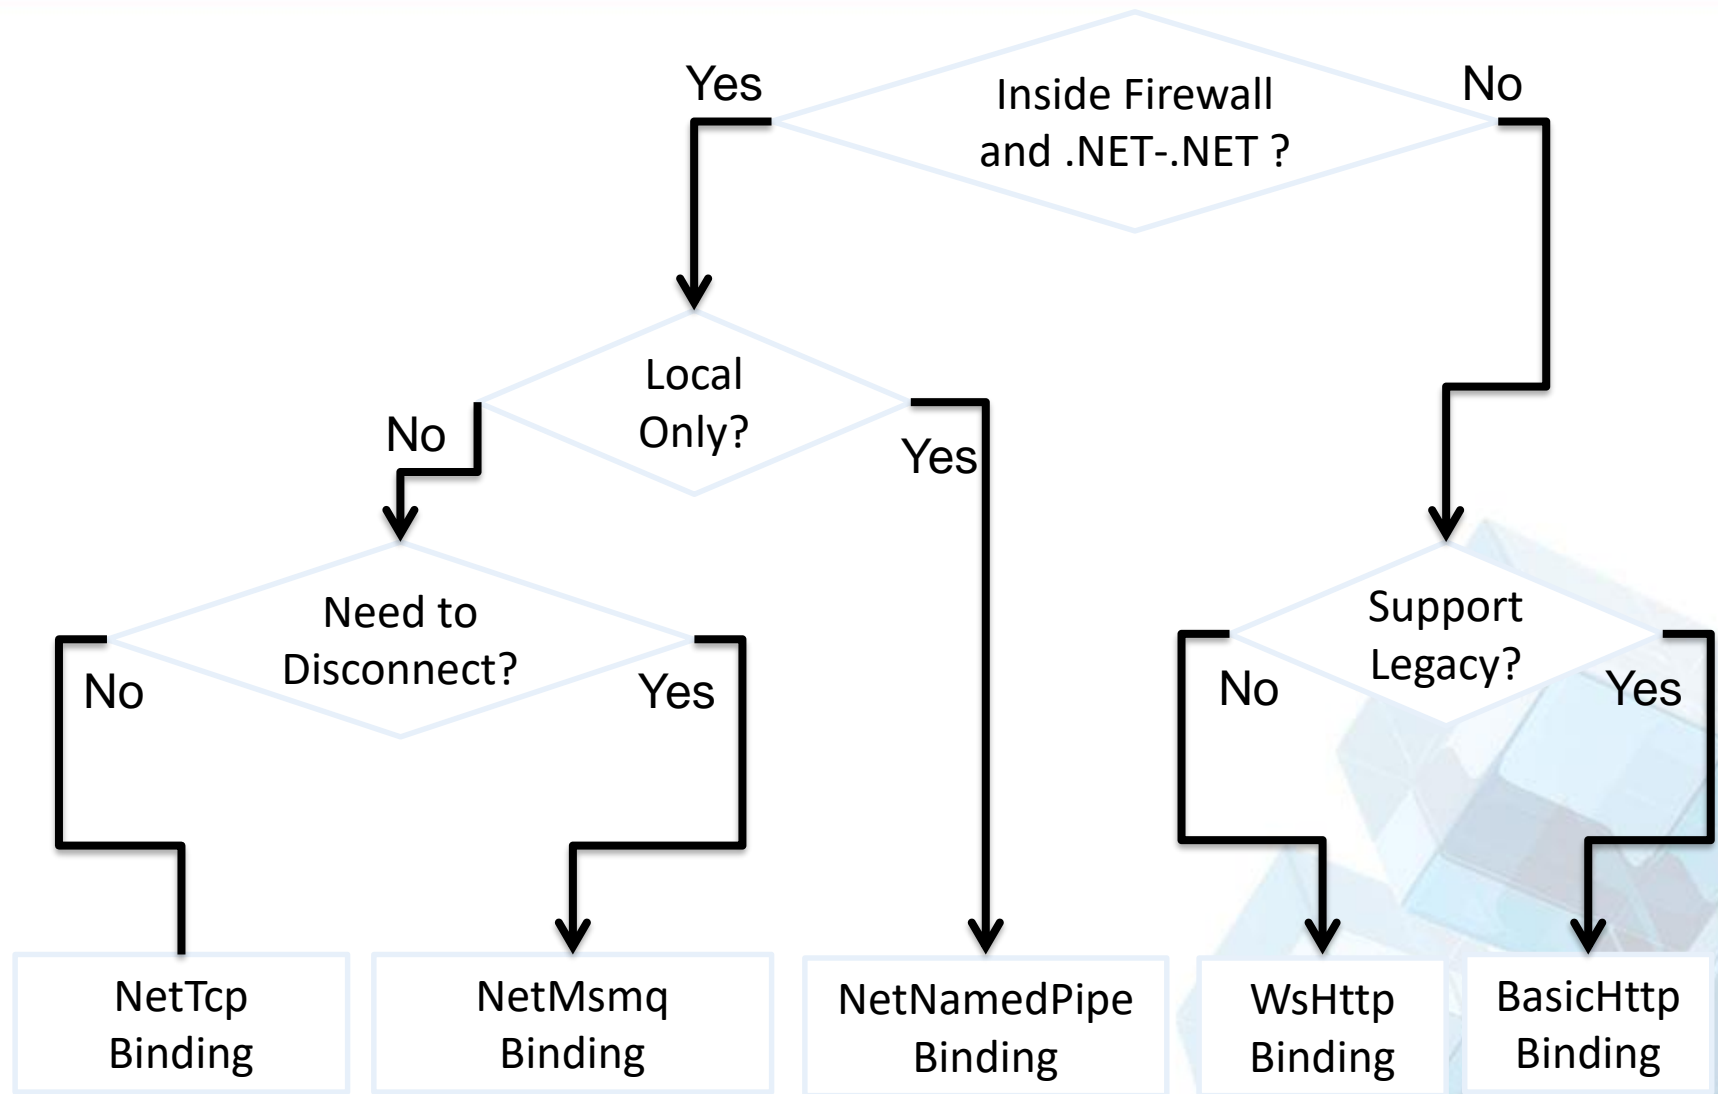 Yes
Inside Firewall
and .NET-.NET ?
No
Local
Only?
No
Yes
Need to
Disconnect?
No
Yes
Support
Legacy?
No
Yes
NetTcp
Binding
NetMsmq
Binding
NetNamedPipe
Binding
WsHttp
Binding
BasicHttp
Binding